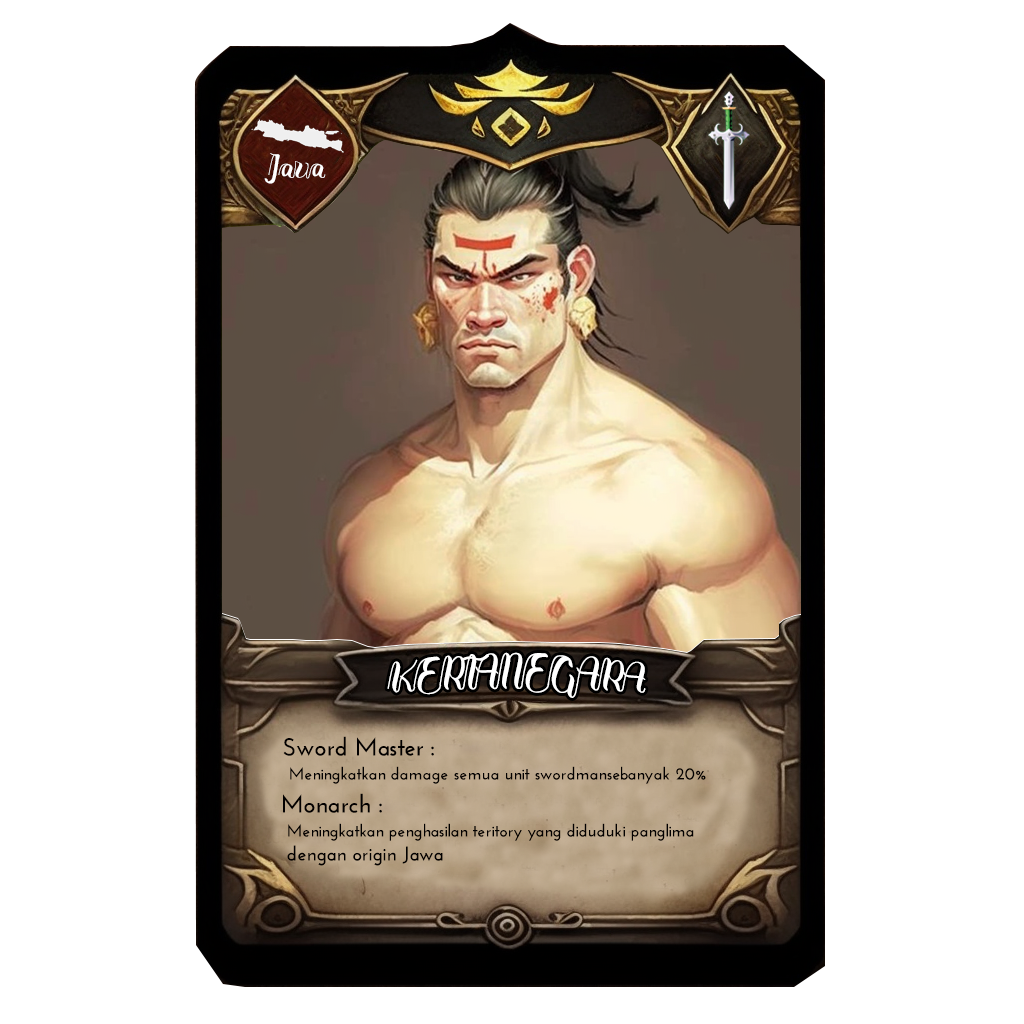 Jawa
KERTANEGARA
Sword Master :
Meningkatkan damage semua unit swordmansebanyak 20%
Monarch :
Meningkatkan penghasilan teritory yang diduduki panglima
dengan origin Jawa